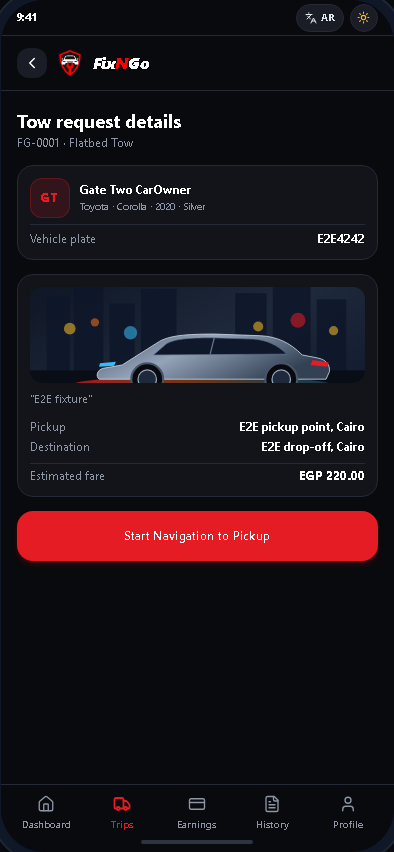 9:41
AR
FixNGo
Tow request details
FG-0001 · Flatbed Tow
GT
Gate Two CarOwner
Toyota · Corolla · 2020 · Silver
Vehicle plate E2E4242
"E2E fixture"
Pickup E2E pickup point, Cairo
Destination E2E drop-off, Cairo
Estimated fare EGP 220.00
Start Navigation to Pickup
Dashboard Trips Earnings History Profile